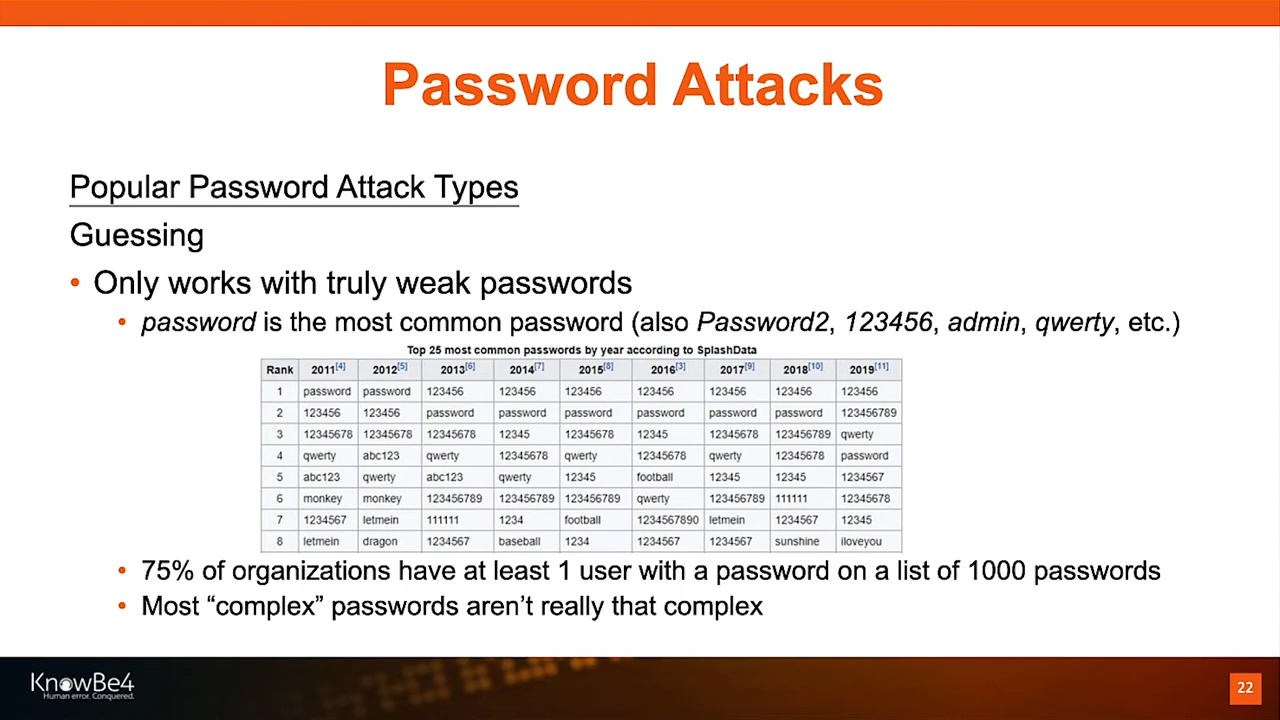 Password Attacks
Popular Password Attack Types
Guessing
• Only works with truly weak passwords
• password is the most common password (also Password2, 123456, admin, qwerty, etc.)
Top 25 most common passwords by year according to SplashData
Rank 2011[4] 2012[5] 2013[6] 2014[7] 2015[8] 2016[3] 2017[9] 2018[10] 2019[11]
1 password password 123456 123456 123456 123456 123456 123456 123456
2 123456 123456 password password password password password password 123456789
3 12345678 12345678 12345678 12345 12345678 12345 12345678 123456789 qwerty
4 qwerty abc123 qwerty 12345678 qwerty 12345678 qwerty 12345678 password
5 abc123 qwerty abc123 qwerty 12345 football 12345 12345 1234567
6 monkey monkey 123456789 123456789 123456789 qwerty 123456789 111111 12345678
7 1234567 letmein 111111 1234 football 1234567890 letmein 1234567 12345
8 letmein dragon 1234567 baseball 1234 1234567 1234567 sunshine iloveyou
• 75% of organizations have at least 1 user with a password on a list of 1000 passwords
• Most “complex” passwords aren’t really that complex
KnowBe4
Human error. Conquered.
22